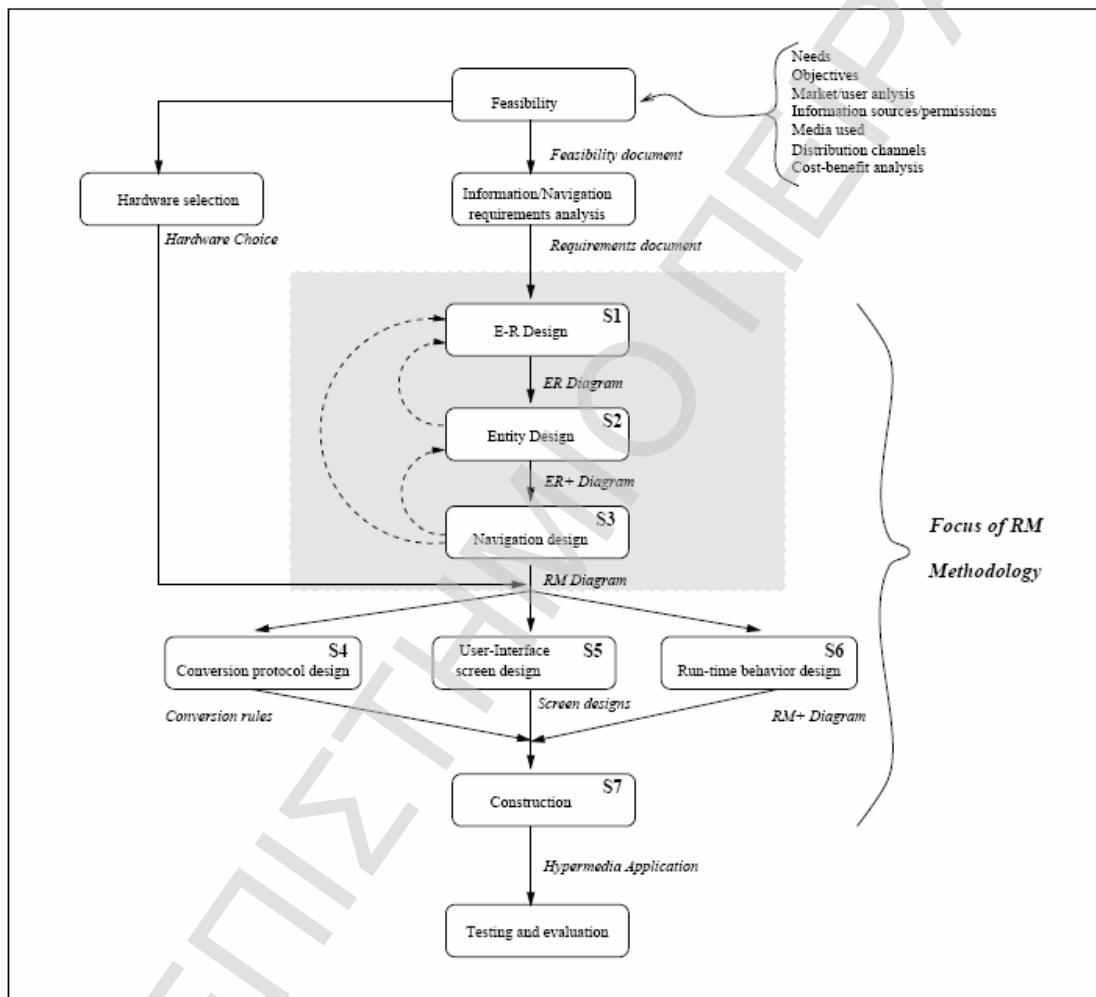 Needs
Objectives
Market/user anlysis
Information sources/permissions
Media used
Distribution channels
Cost-benefit analysis
Feasibility
Feasibility document
Hardware selection
Hardware Choice
Information/Navigation
requirements analysis
Requirements document
S1
E-R Design
ER Diagram
S2
Entity Design
ER+ Diagram
S3
Navigation design
RM Diagram
Focus of RM
Methodology
S4
Conversion protocol design
Conversion rules
User-Interface
S5
screen design
Screen designs
S6
Run-time behavior design
RM+ Diagram
S7
Construction
Hypermedia Application
Testing and evaluation
ΠΙΣΤΗΜΙΟ ΠΕΙΡΑ